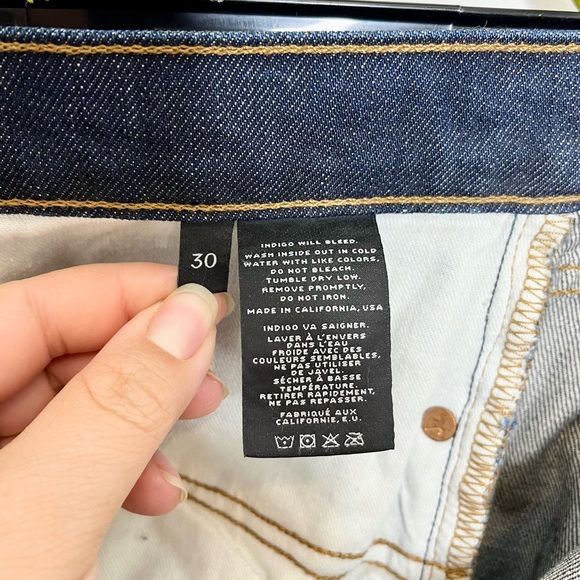 30
INDIGO WILL BLEED.
WASH INSIDE OUT IN COLD
WATER WITH LIKE COLORS.
DO NOT BLEACH.
TUMBLE DRY LOW.
REMOVE PROMPTLY,
DO NOT IRON.
MADE IN CALIFORNIA, USA
INDIGO VA SAIGNER.
LAVER À L'ENVERS
DANS L'EAU
FROIDE AVEC DES
COULEURS SEMBLABLES,
NE PAS UTILISER
DE JAVEL.
SÉCHER À BASSE
TEMPÉRATURE.
RETIRER RAPIDEMENT,
NE PAS REPASSER.
FABRIQUÉ AUX
CALIFORNIE, E.U.